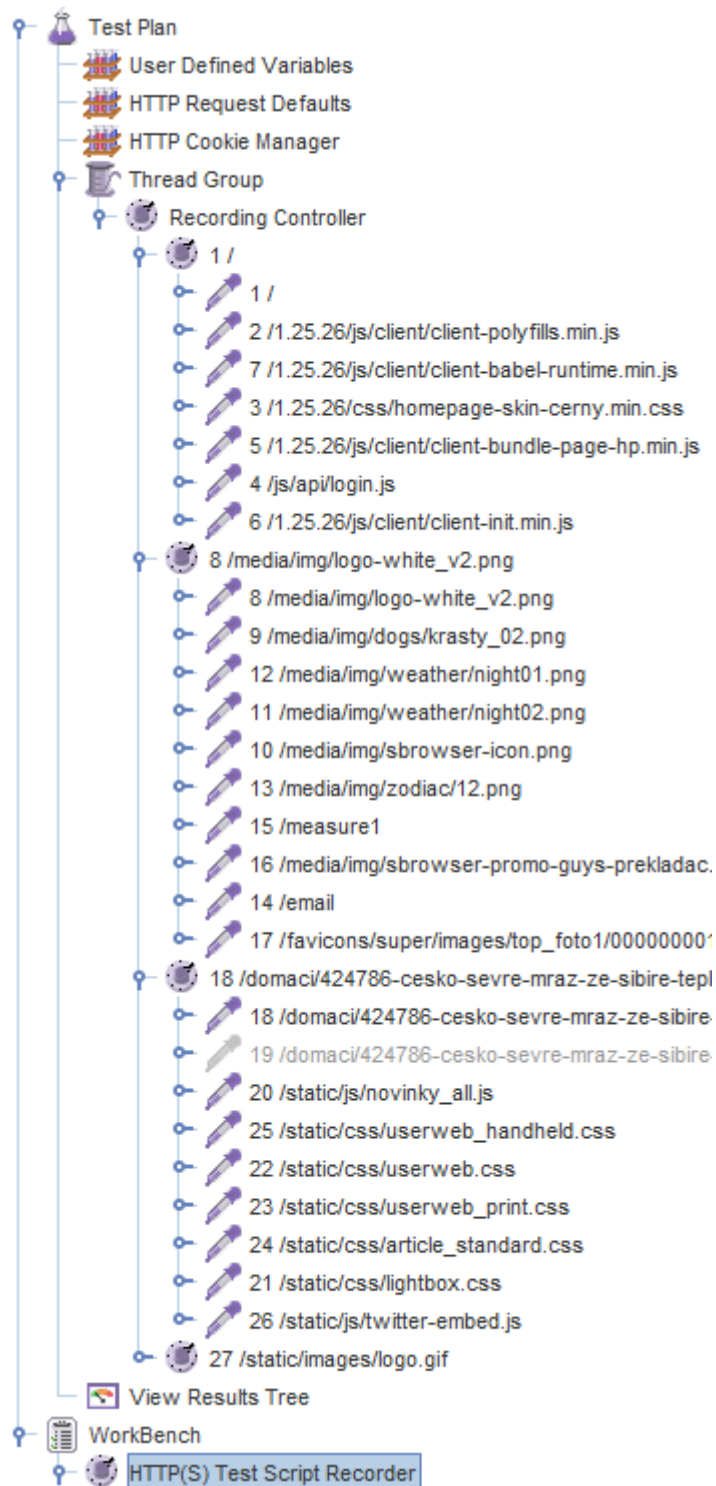 Test Plan
User Defined Variables
HTTP Request Defaults
HTTP Cookie Manager
Thread Group
Recording Controller
1 /
1 /
2 /1.25.26/js/client/client-polyfills.min.js
7 /1.25.26/js/client/client-babel-runtime.min.js
3 /1.25.26/css/homepage-skin-cerny.min.css
5 /1.25.26/js/client/client-bundle-page-hp.min.js
4 /js/api/login.js
6 /1.25.26/js/client/client-init.min.js
8 /media/img/logo-white_v2.png
8 /media/img/logo-white_v2.png
9 /media/img/dogs/krasty_02.png
12 /media/img/weather/night01.png
11 /media/img/weather/night02.png
10 /media/img/sbrowser-icon.png
13 /media/img/zodiac/12.png
15 /measure1
16 /media/img/sbrowser-promo-guys-prekladac.
14 /email
17 /favicons/super/images/top_foto1/000000001
18 /domaci/424786-cesko-sevre-mraz-ze-sibire-tepl
18 /domaci/424786-cesko-sevre-mraz-ze-sibire-
19 /domaci/424786-cesko-sevre-mraz-ze-sibire-
20 /static/js/novinky_all.js
25 /static/css/userweb_handheld.css
22 /static/css/userweb.css
23 /static/css/userweb_print.css
24 /static/css/article_standard.css
21 /static/css/lightbox.css
26 /static/js/twitter-embed.js
27 /static/images/logo.gif
View Results Tree
WorkBench
HTTP(S) Test Script Recorder